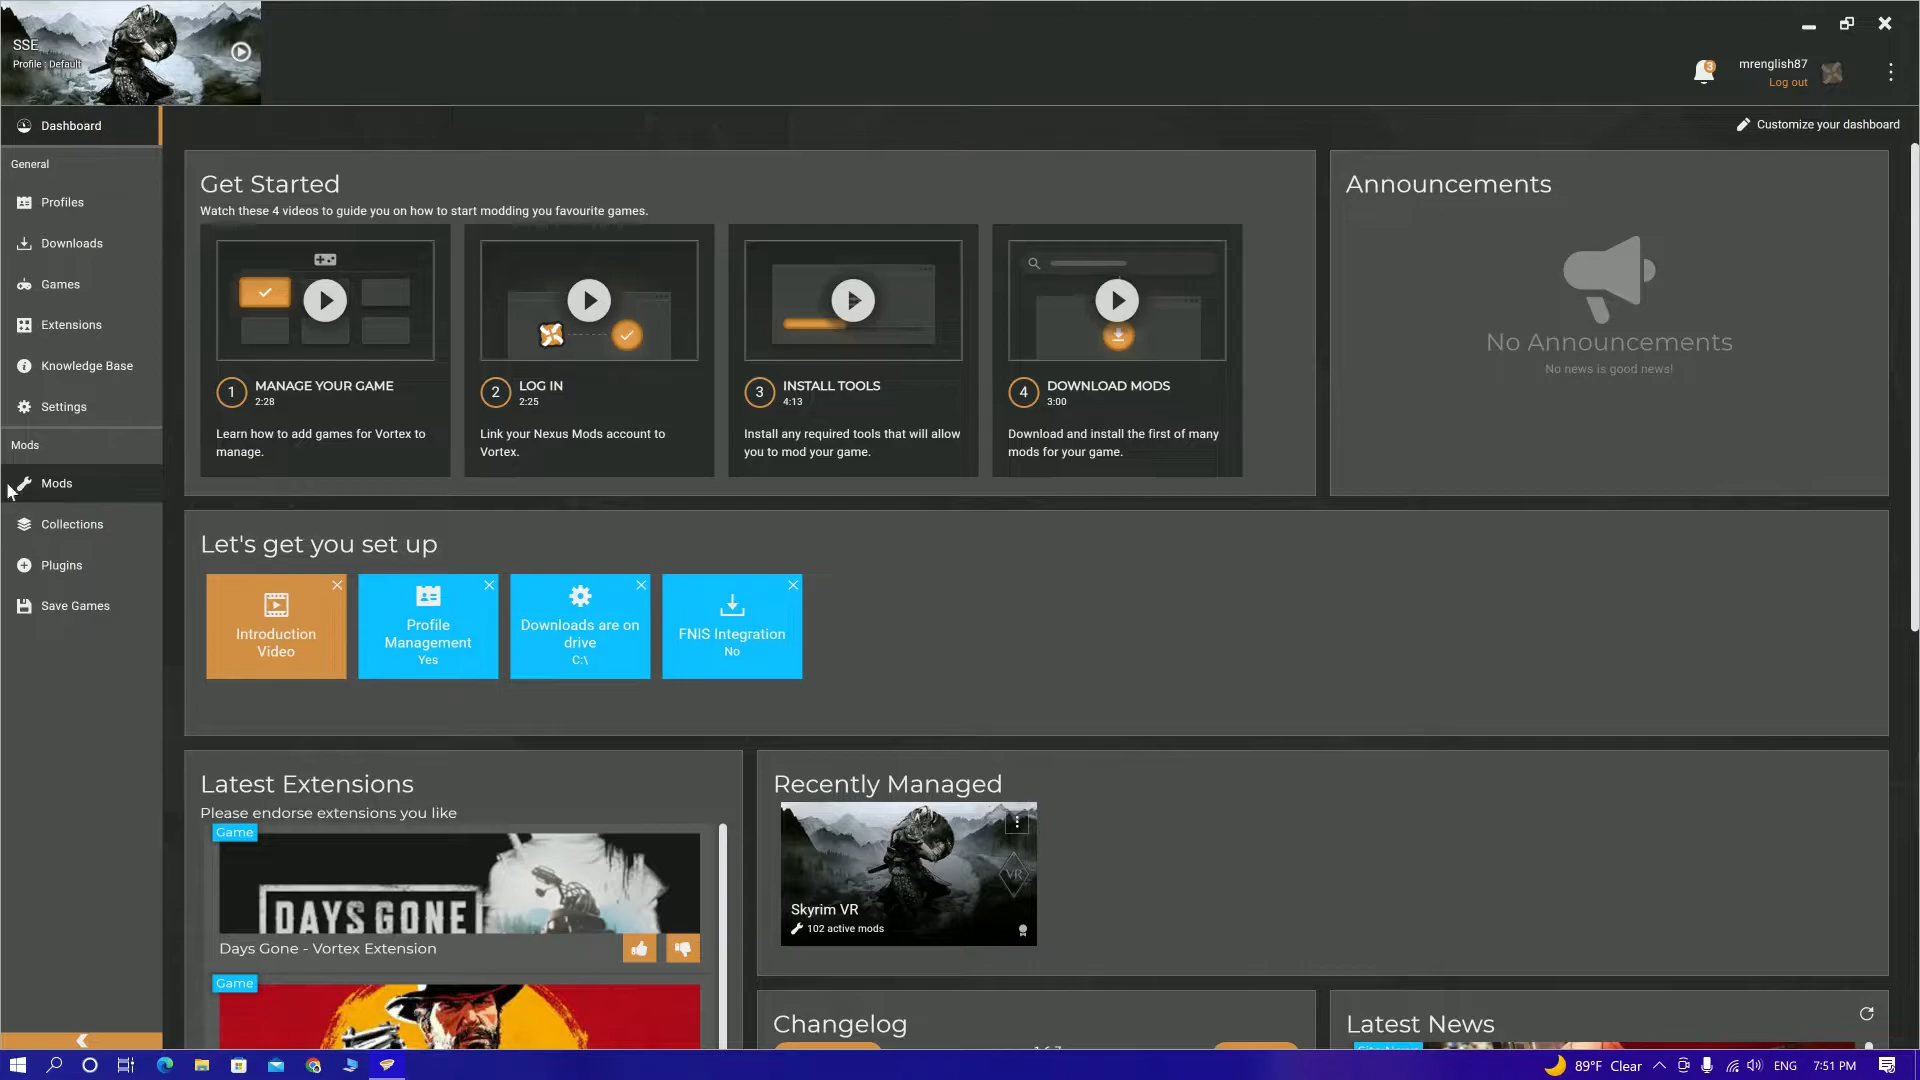 SSE
Profile : Default
3
mrenglish87
Log out
Dashboard
Customize your dashboard
General
Profiles
Downloads
Games
Extensions
Knowledge Base
Settings
Mods
Mods
Collections
Plugins
Save Games
Get Started
Watch these 4 videos to guide you on how to start modding you favourite games.
1
MANAGE YOUR GAME
2:28
Learn how to add games for Vortex to
manage.
2
LOG IN
2:25
Link your Nexus Mods account to
Vortex.
3
INSTALL TOOLS
4:13
Install any required tools that will allow
you to mod your game.
4
DOWNLOAD MODS
3:00
Download and install the first of many
mods for your game.
Announcements
No Announcements
No news is good news!
Let's get you set up
Introduction
Video
Profile
Management
Yes
Downloads are on
drive
C:\
FNIS Integration
No
Latest Extensions
Please endorse extensions you like
Game
DAYS GONE
Days Gone - Vortex Extension
Game
Recently Managed
VR
Skyrim VR
102 active mods
Changelog
Latest News
89°F Clear
ENG
7:51 PM